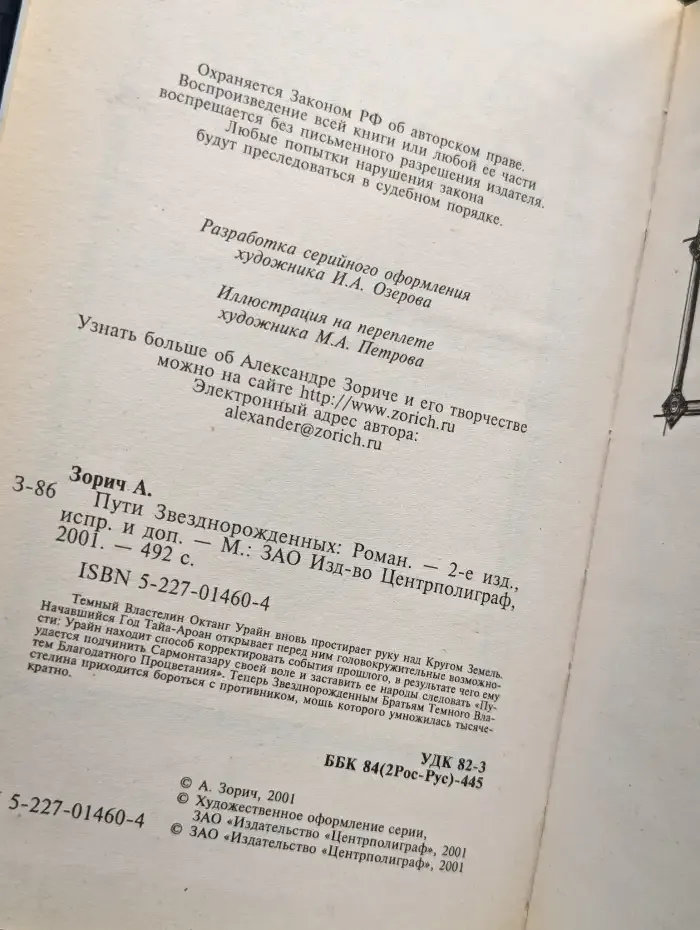 Охраняется Законом РФ об авторском праве.
Воспроизведение всей книги или любой ее части
воспрещается без письменного разрешения издателя.
Любые попытки нарушения закона
будут преследоваться в судебном порядке.
Разработка серийного оформления
художника И.А. Озерова
Иллюстрация на переплете
художника М.А. Петрова
Узнать больше об Александре Зориче и его творчестве
можно на сайте http://www.zorich.ru
Электронный адрес автора:
alexander@zorich.ru
Зорич А.
З-86 Пути Звезднорожденных: Роман. — 2-е изд.,
испр. и доп. — М.: ЗАО Изд-во Центрполиграф,
2001. — 492 с.
ISBN 5-227-01460-4
Темный Властелин Октанг Урайн вновь простирает руку над Кругом Земель.
Начавшийся Год Тайа-Ароан открывает перед ним головокружительные возможно-
сти: Урайн находит способ корректировать события прошлого, в результате чего ему
удается подчинить Сармонтазару своей воле и заставить ее народы следовать «Пу-
тем Благодатного Процветания». Теперь Звезднорожденным Братьям Темного Вла-
стелина приходится бороться с противником, мощь которого умножилась тысяче-
кратно.
УДК 82-3
ББК 84(2Рос-Рус)-445
© А. Зорич, 2001
© Художественное оформление серии,
ЗАО «Издательство «Центрполиграф», 2001
5-227-01460-4 © ЗАО «Издательство «Центрполиграф», 2001